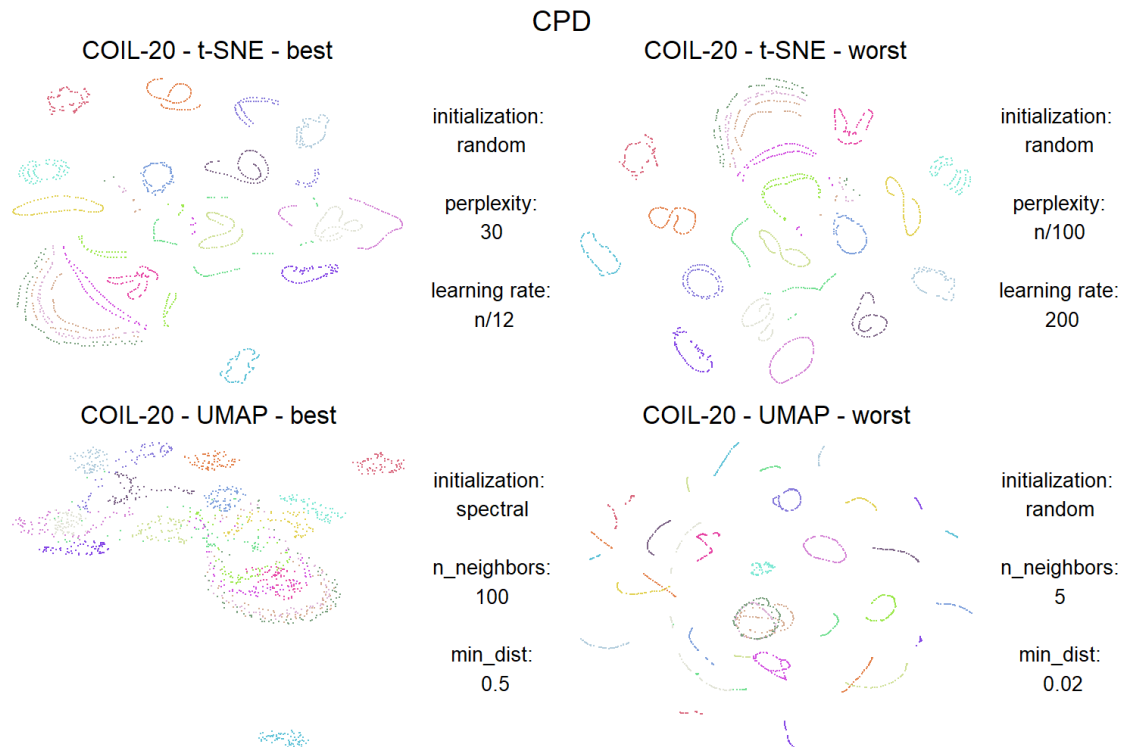 CPD
COIL-20 - t-SNE - best
initialization:
random
perplexity:
30
learning rate:
n/12
COIL-20 - t-SNE - worst
initialization:
random
perplexity:
n/100
learning rate:
200
COIL-20 - UMAP - best
initialization:
spectral
n_neighbors:
100
min_dist:
0.5
COIL-20 - UMAP - worst
initialization:
random
n_neighbors:
5
min_dist:
0.02